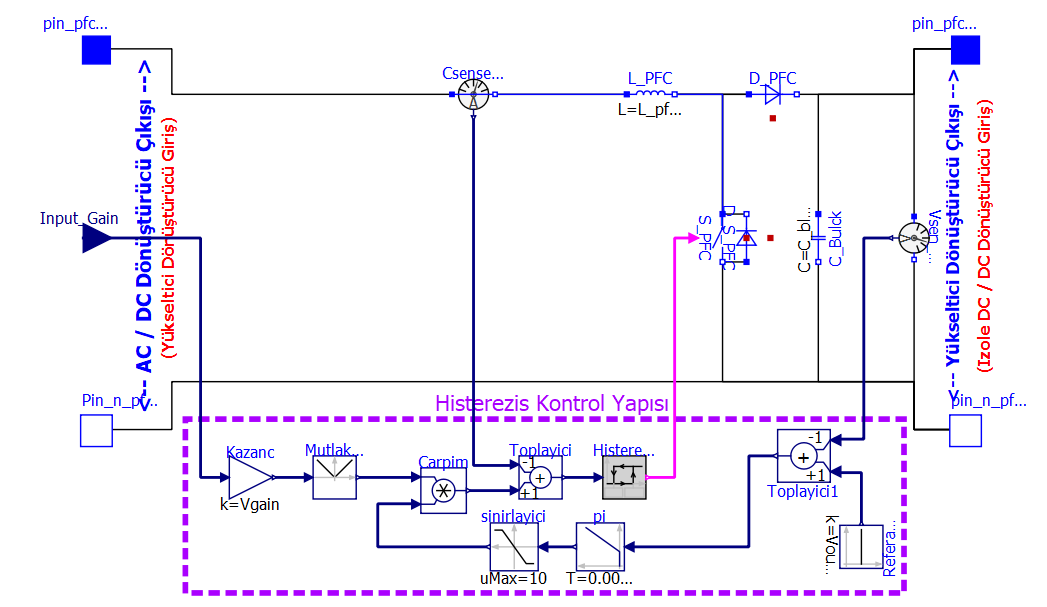 pin_pfc...
pin_pfc...
Csense...
L_PFC
D_PFC
A
L=L_pf...
<-- AC / DC Dönüştürücü Çıkışı -->
(Yükseltici Dönüştürücü Giriş)
<-- Yükseltici Dönüştürücü Çıkışı -->
(Izole DC / DC Dönüştürücü Giriş)
Input_Gain
S_PFC
D_S_PFC
C=C_bl...
C_Bulck
Vsen...
Pin_n_pf...
pin_n_pf...
Histerezis Kontrol Yapısı
Kazanc
k=Vgain
Mutlak...
Carpim
Toplayici
-1
+
+1
Histere...
-1
+
+1
Toplayici1
sinirlayici
uMax=10
pi
T=0.00...
k=Vou...
Refera...